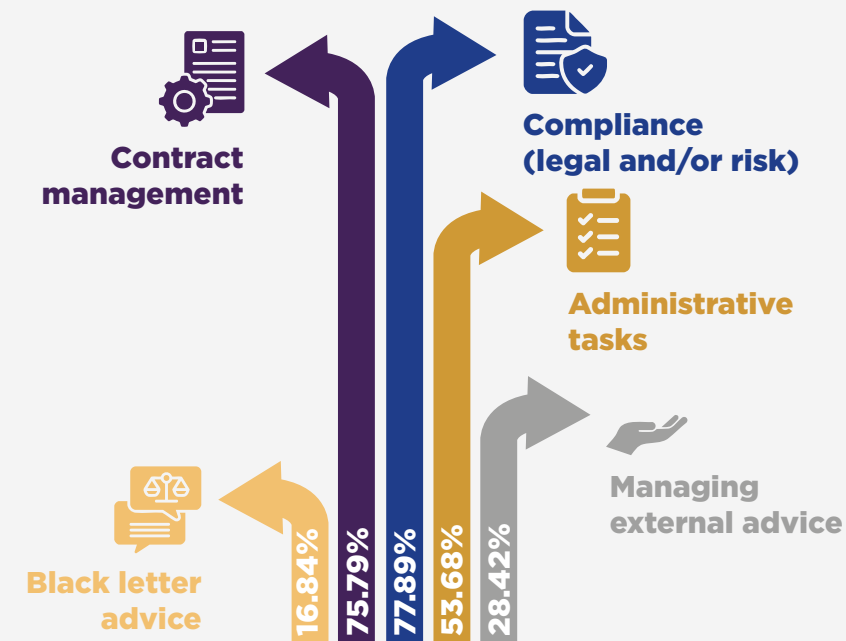 Contract
management
Compliance
(legal and/or risk)
Administrative
tasks
Managing
external advice
Black letter
advice
16.84%
75.79%
77.89%
53.68%
28.42%